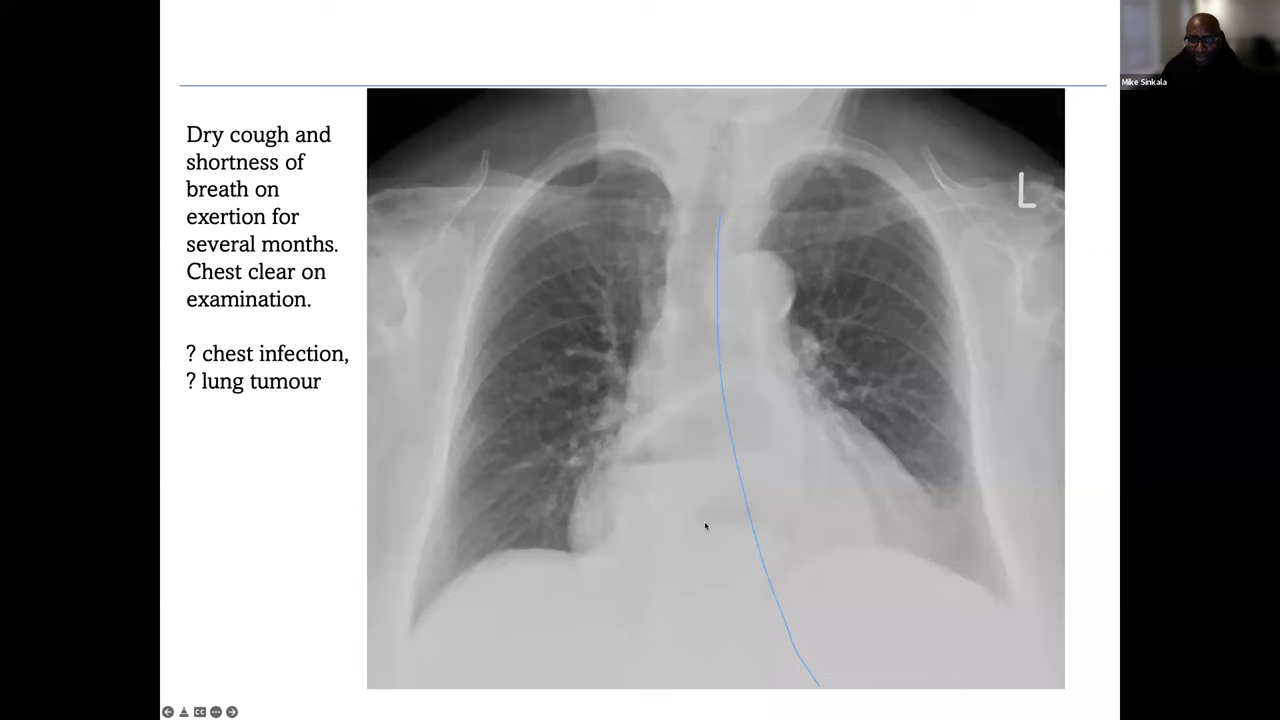 Dry cough and
shortness of
breath on
exertion for
several months.
Chest clear on
examination.
? chest infection,
? lung tumour
L
Mike Sinkala
CC